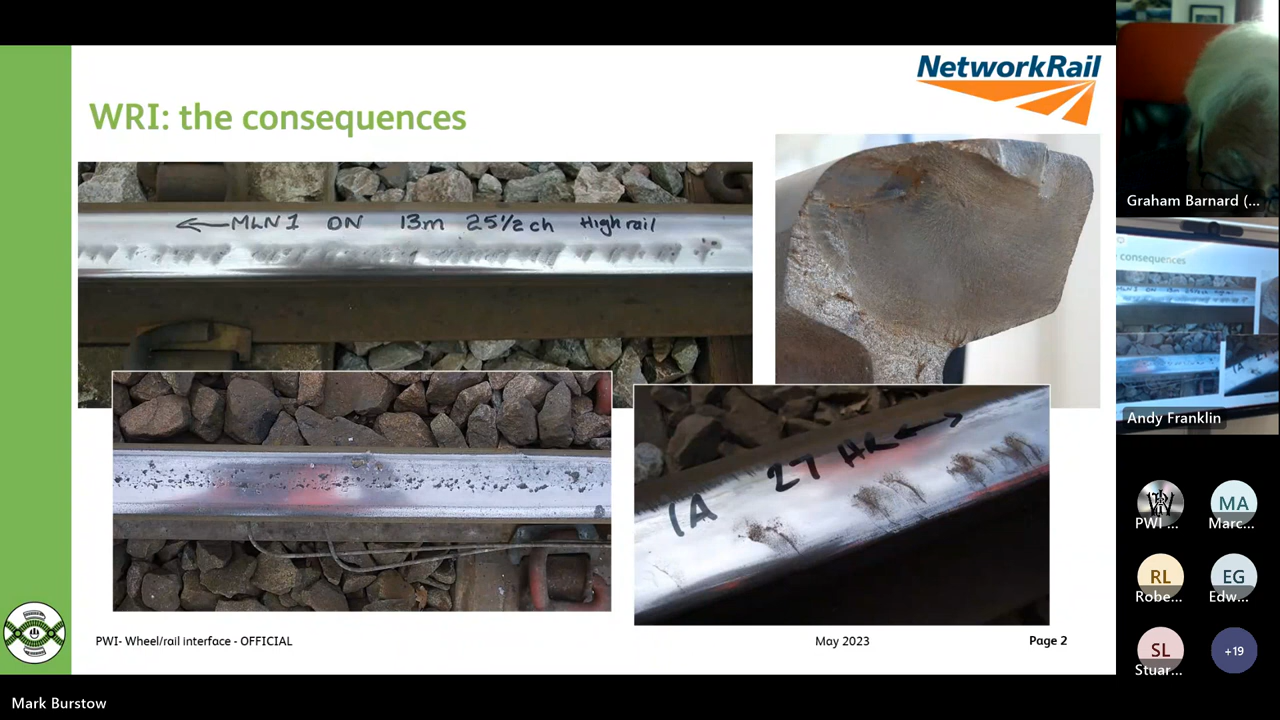 NetworkRail
WRI: the consequences
←MLN1 ON 13m 25½ch High rail
1A 27 HR ↔
PWI- Wheel/rail interface - OFFICIAL
May 2023
Page 2
Mark Burstow
Graham Barnard (...
consequences
Andy Franklin
PWI ...
MA
Marc...
RL
Robe...
EG
Edw...
SL
Stuar...
+19